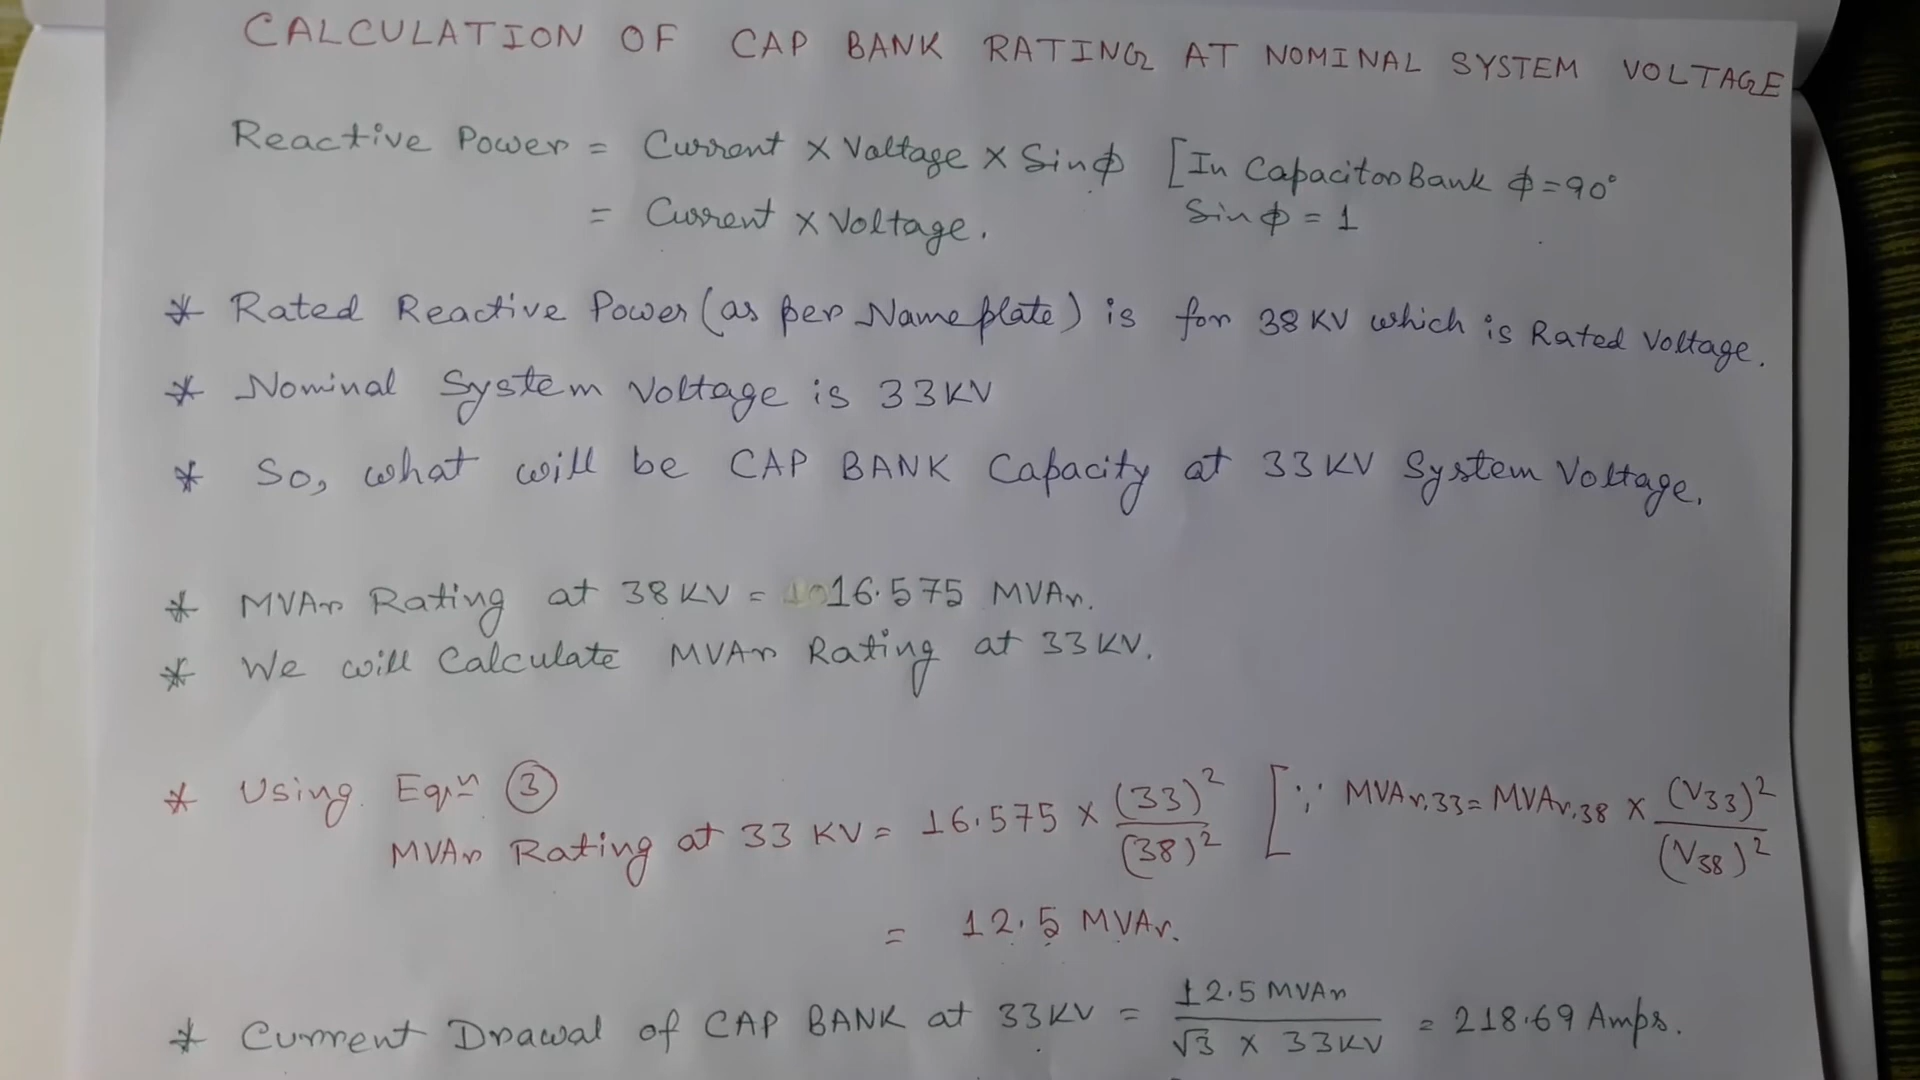 CALCULATION OF CAP BANK RATING AT NOMINAL SYSTEM VOLTAGE
Reactive Power = Current × Voltage × Sinφ [In Capacitor Bank φ=90°
= Current × Voltage. Sinφ = 1
* Rated Reactive Power (as per Nameplate) is for 38 KV which is Rated Voltage.
* Nominal System Voltage is 33KV
* So, what will be CAP BANK Capacity at 33KV System Voltage.
* MVAr Rating at 38KV = 16.575 MVAr.
* We will Calculate MVAr Rating at 33KV.
* Using Eqn ③
MVAr Rating at 33 KV = 16.575 × (33)²/(38)² [∵ MVAr,33 = MVAr,38 × (V33)²/(V38)²
= 12.5 MVAr.
* Current Drawal of CAP BANK at 33KV = 12.5 MVAr/√3 × 33KV = 218.69 Amps.